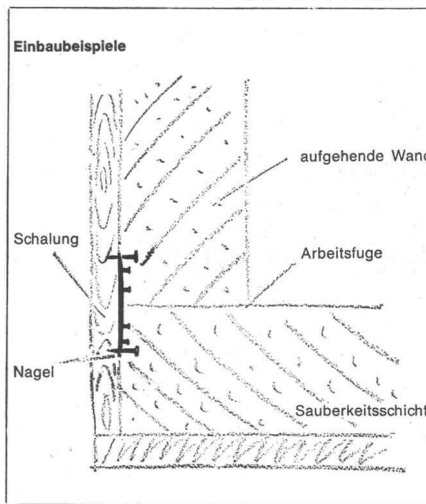 Einbaubeispiele
aufgehende Wand
Schalung
Arbeitsfuge
Nagel
Sauberkeitsschicht